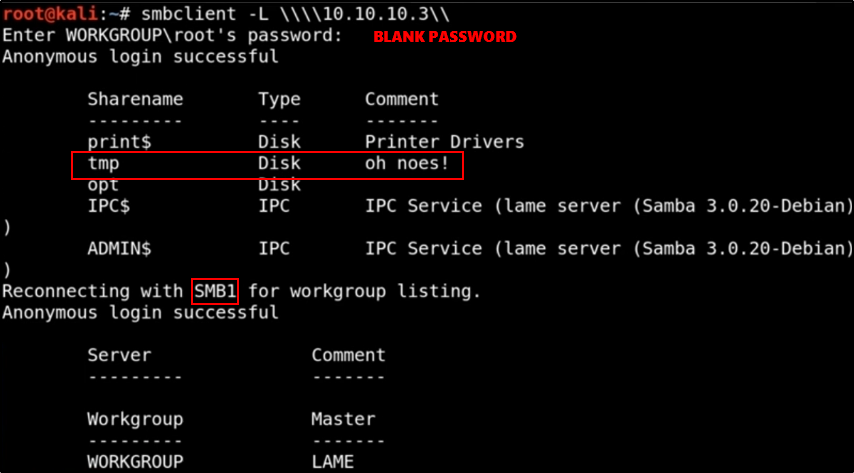 root@kali:~# smbclient -L \\\\10.10.10.3\\
Enter WORKGROUP\root's password: BLANK PASSWORD
Anonymous login successful
Sharename Type Comment
--------- ---- -------
print$ Disk Printer Drivers
tmp Disk oh noes!
opt Disk
IPC$ IPC IPC Service (lame server (Samba 3.0.20-Debian)
)
ADMIN$ IPC IPC Service (lame server (Samba 3.0.20-Debian)
)
Reconnecting with SMB1 for workgroup listing.
Anonymous login successful
Server Comment
--------- -------
Workgroup Master
--------- -------
WORKGROUP LAME